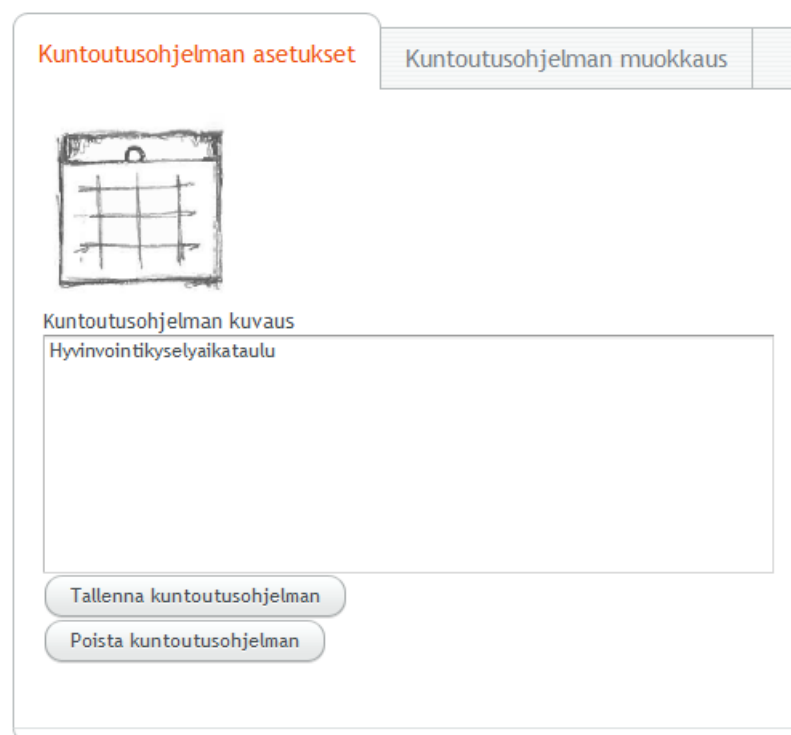 Kuntoutusohjelman asetukset
Kuntoutusohjelman muokkaus
Kuntoutusohjelman kuvaus
Hyvinvointikyselyaikataulu
Tallenna kuntoutusohjelman
Poista kuntoutusohjelman